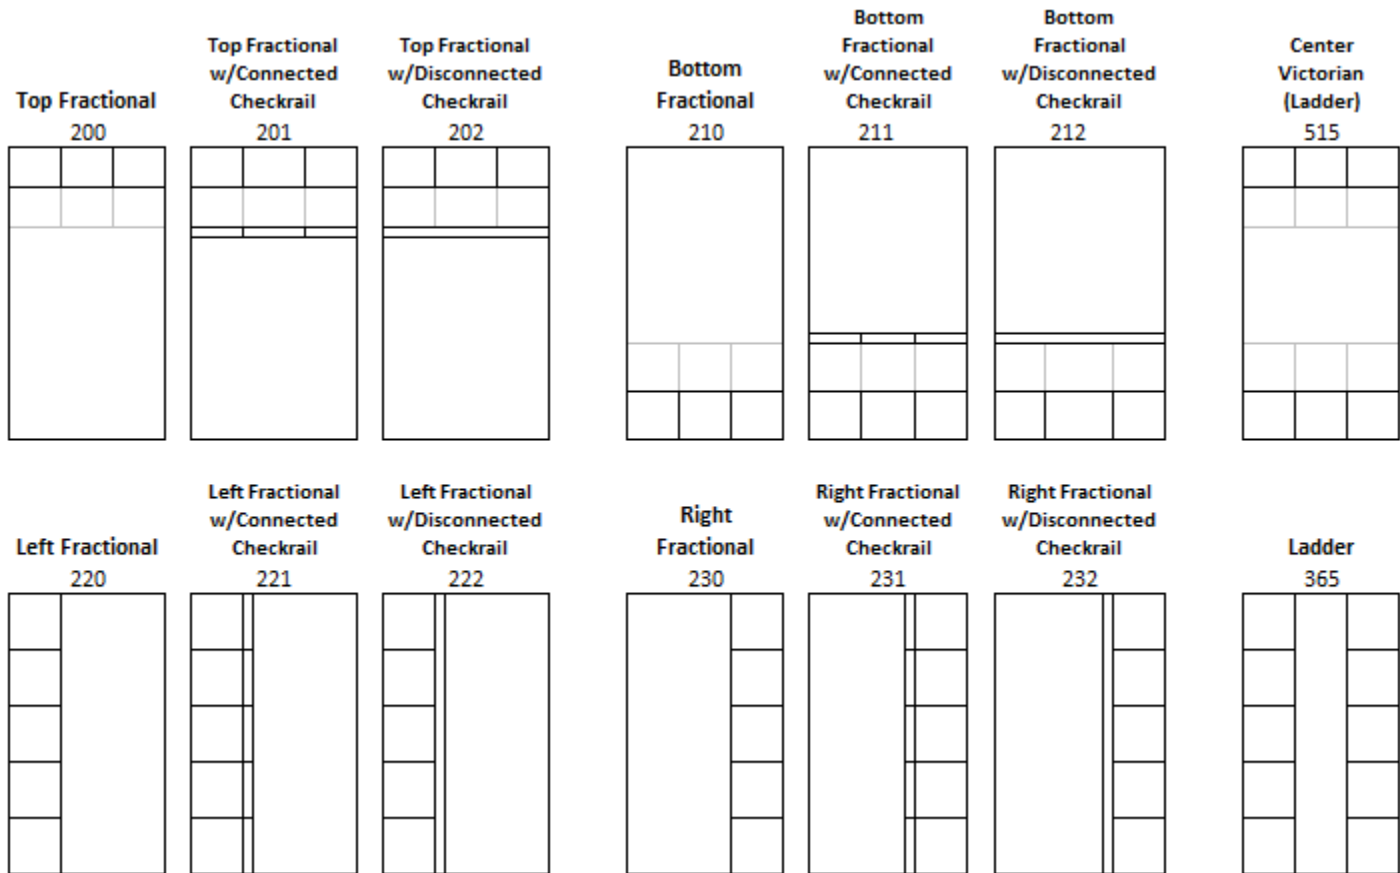 Top Fractional
200
Top Fractional
w/Connected
Checkrail
201
Top Fractional
w/Disconnected
Checkrail
202
Bottom
Fractional
210
Bottom
Fractional
w/Connected
Checkrail
211
Bottom
Fractional
w/Disconnected
Checkrail
212
Center
Victorian
(Ladder)
515
Left Fractional
220
Left Fractional
w/Connected
Checkrail
221
Left Fractional
w/Disconnected
Checkrail
222
Right
Fractional
230
Right Fractional
w/Connected
Checkrail
231
Right Fractional
w/Disconnected
Checkrail
232
Ladder
365